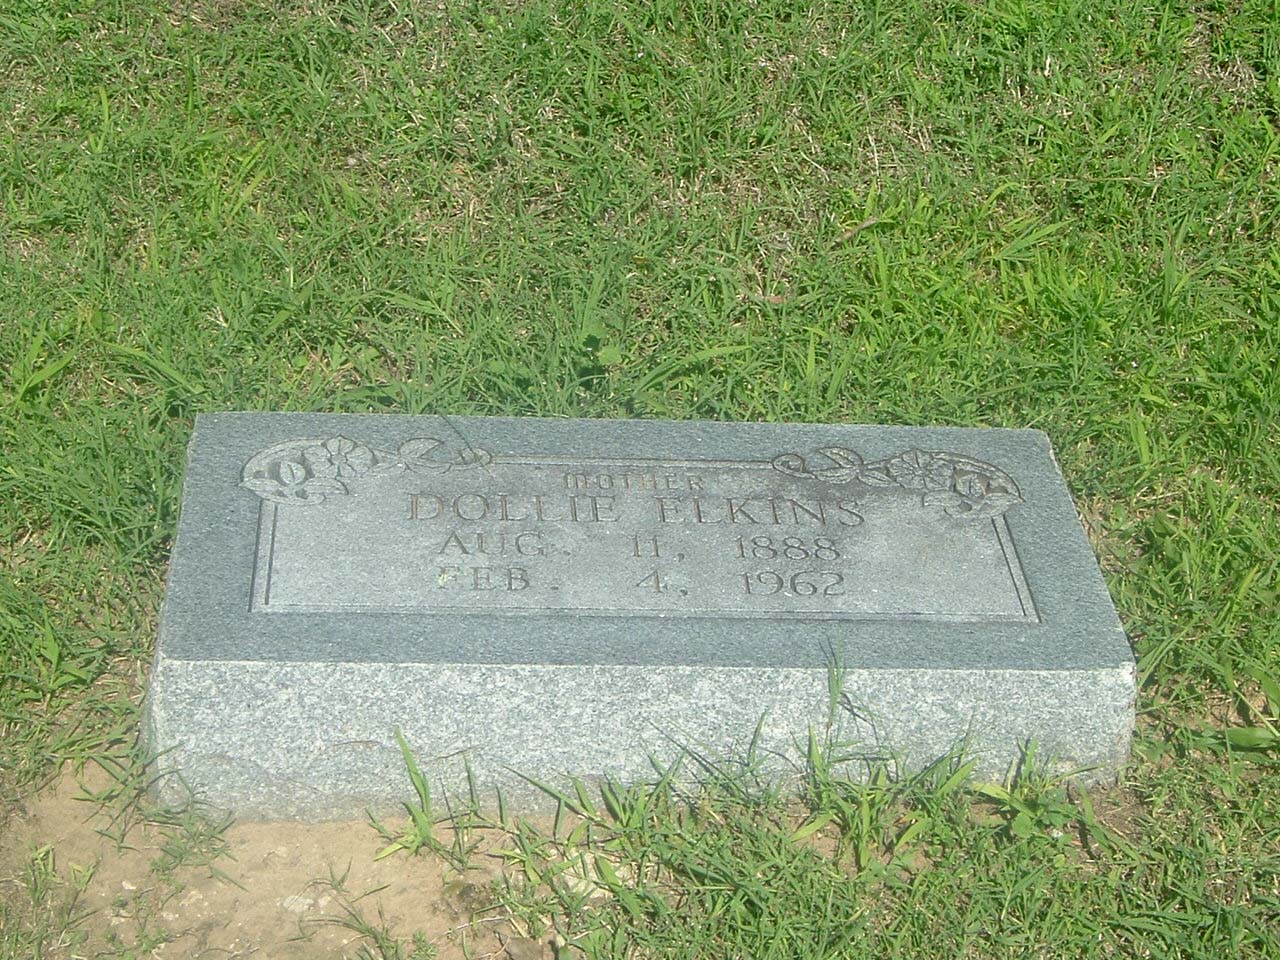 MOTHER
DOLLIE ELKINS
AUG. 11, 1888
FEB. 4, 1962